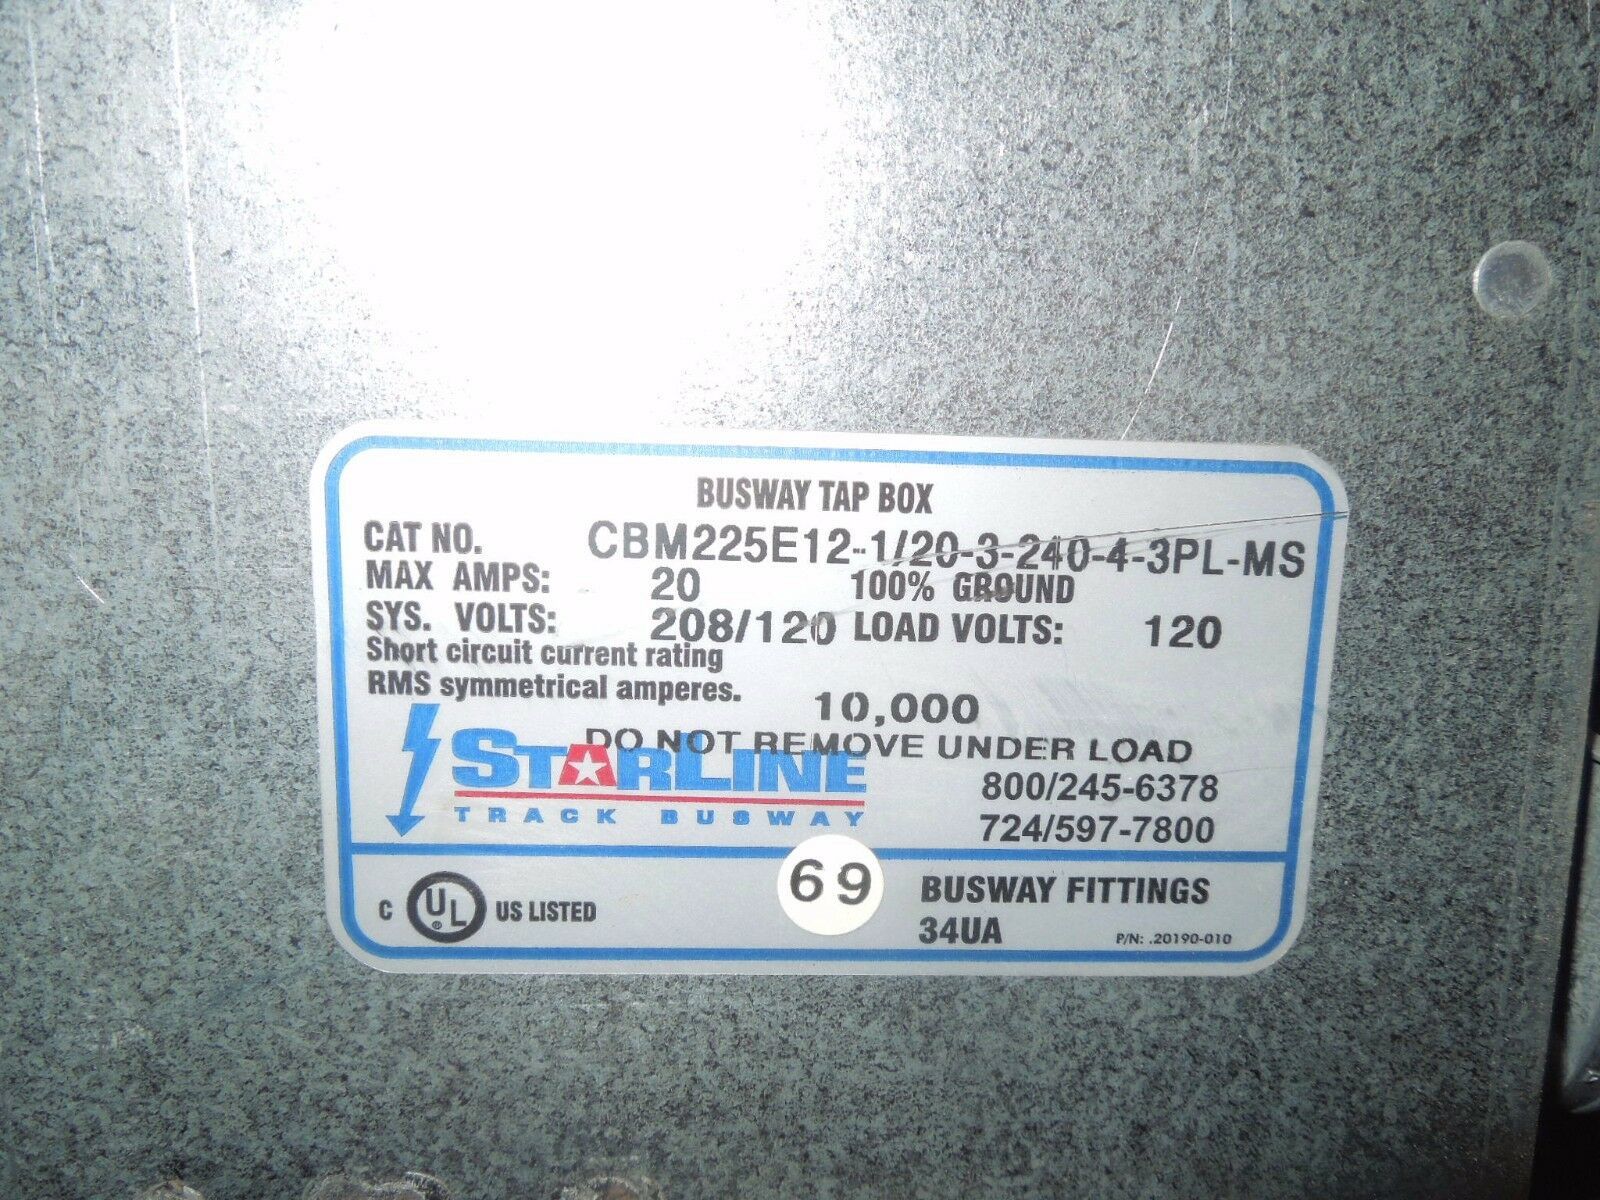 BUSWAY TAP BOX
CAT NO. CBM225E12-1/20-3-240-4-3PL-MS
MAX AMPS: 20 100% GROUND
SYS. VOLTS: 208/120 LOAD VOLTS: 120
Short circuit current rating
RMS symmetrical amperes. 10,000
DO NOT REMOVE UNDER LOAD
STARLINE
TRACK BUSWAY
800/245-6378
724/597-7800
69
C UL ® US LISTED
BUSWAY FITTINGS
34UA P/N: .20190-010